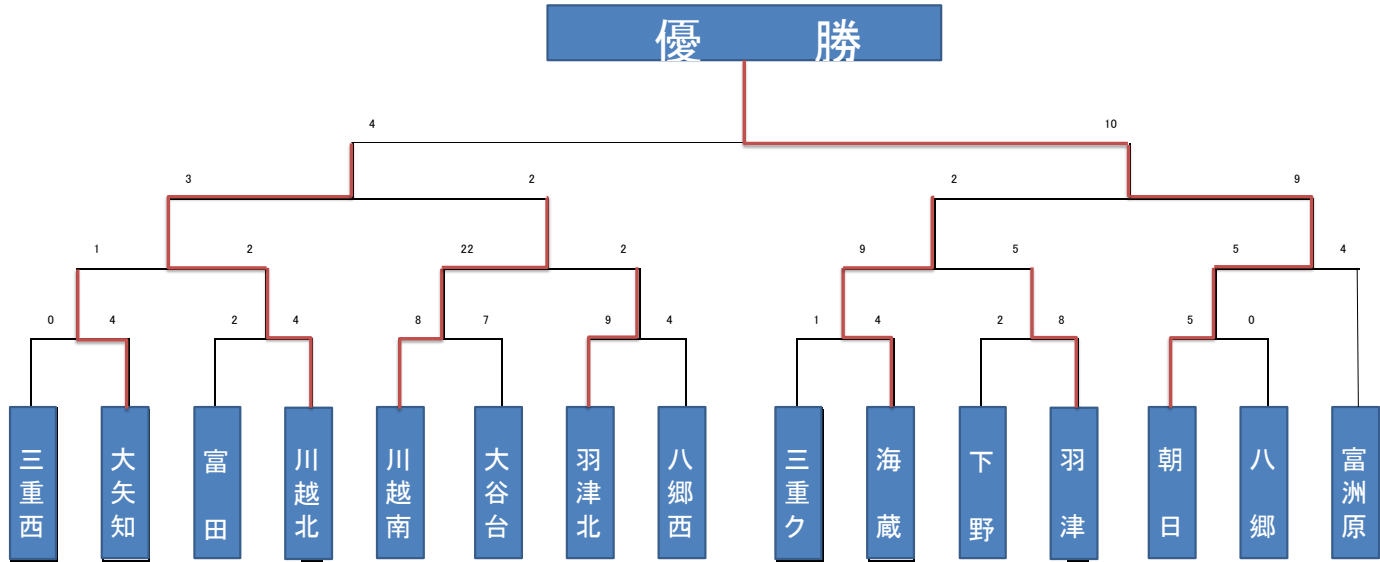 優 勝
4 10
3 2 2 9
1 2 22 2 9 5 5 4
0 4 2 4 8 7 9 4 1 4 2 8 5 0
三重西
大矢知
富田
川越北
川越南
大谷台
羽津北
八郷西
三重ク
海蔵
下野
羽津
朝日
八郷
富洲原